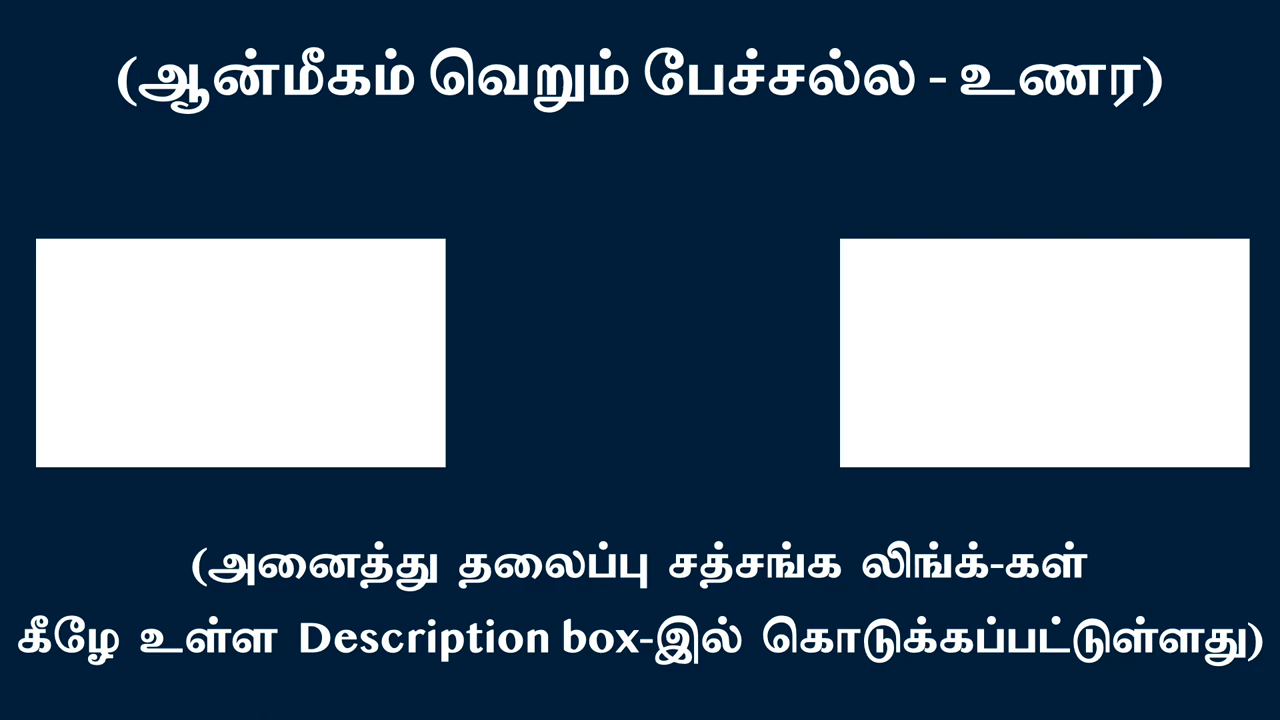 (ஆன்மீகம் வெறும் பேச்சல்ல - உணர)
(அனைத்து தலைப்பு சத்சங்க லிங்க்-கள்
கீழே உள்ள Description box-இல் கொடுக்கப்பட்டுள்ளது)